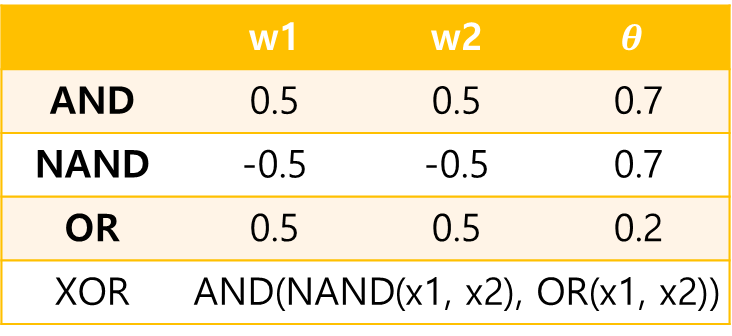 w1 w2 θ
AND 0.5 0.5 0.7
NAND -0.5 -0.5 0.7
OR 0.5 0.5 0.2
XOR AND(NAND(x1, x2), OR(x1, x2))